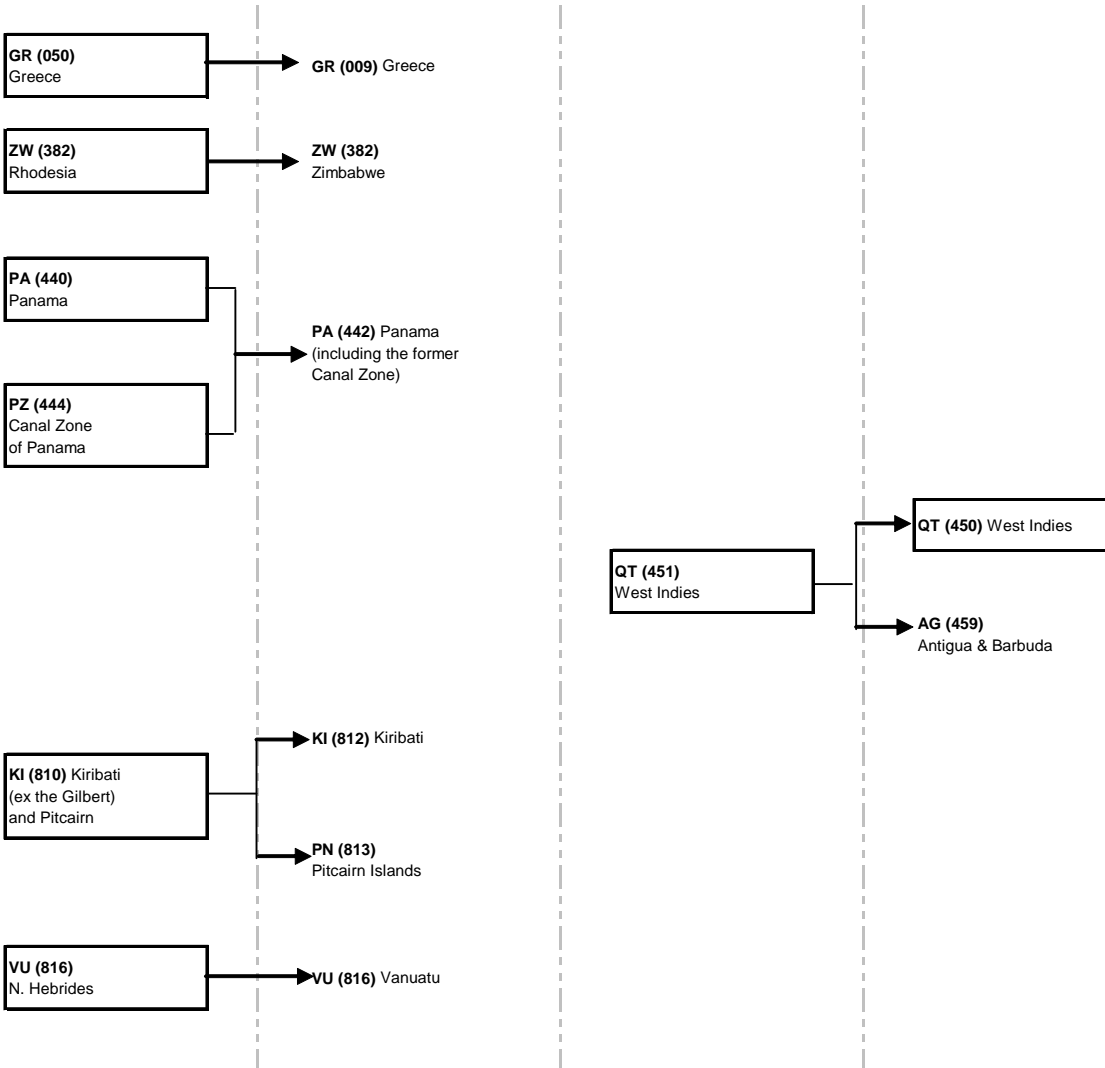 GR (050)
Greece
GR (009) Greece
ZW (382)
Rhodesia
ZW (382)
Zimbabwe
PA (440)
Panama
PZ (444)
Canal Zone
of Panama
PA (442) Panama
(including the former
Canal Zone)
QT (451)
West Indies
QT (450) West Indies
AG (459)
Antigua & Barbuda
KI (810) Kiribati
(ex the Gilbert)
and Pitcairn
KI (812) Kiribati
PN (813)
Pitcairn Islands
VU (816)
N. Hebrides
VU (816) Vanuatu